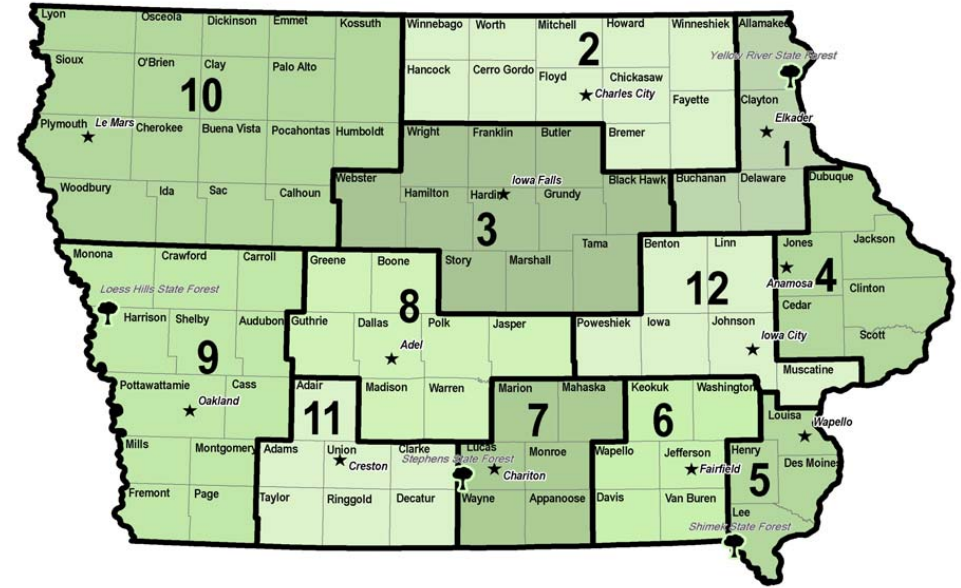 Lyon Osceola Dickinson Emmet Kossuth Winnebago Worth Mitchell Howard Winneshiek Allamakee
2
Yellow River State Forest
Sioux O'Brien Clay Palo Alto Hancock Cerro Gordo Floyd Chickasaw
10
Charles City
Fayette Clayton
Plymouth Le Mars Cherokee Buena Vista Pocahontas Humboldt Wright Franklin Butler Bremer Elkader
1
Woodbury Ida Sac Calhoun Webster Hamilton Hardin Iowa Falls Grundy Black Hawk Buchanan Delaware Dubuque
3
Tama
Monona Crawford Carroll Greene Boone Story Marshall Benton Linn Jones Jackson
Loess Hills State Forest
8
12
Anamosa
4
Clinton
Cedar
Harrison Shelby Audubon Guthrie Dallas Polk Jasper Poweshiek Iowa Johnson Iowa City Scott
9
Adel
Muscatine
Pottawattamie Cass Adair Madison Warren Marion Mahaska Keokuk Washington
Oakland
11
7
6
Louisa Wapello
Mills Montgomery Adams Union Clarke Lucas Monroe Wapello Jefferson Henry Des Moines
Creston
Stephens State Forest
Chariton
Fairfield
5
Fremont Page Taylor Ringgold Decatur Wayne Appanoose Davis Van Buren Lee
Shimek State Forest